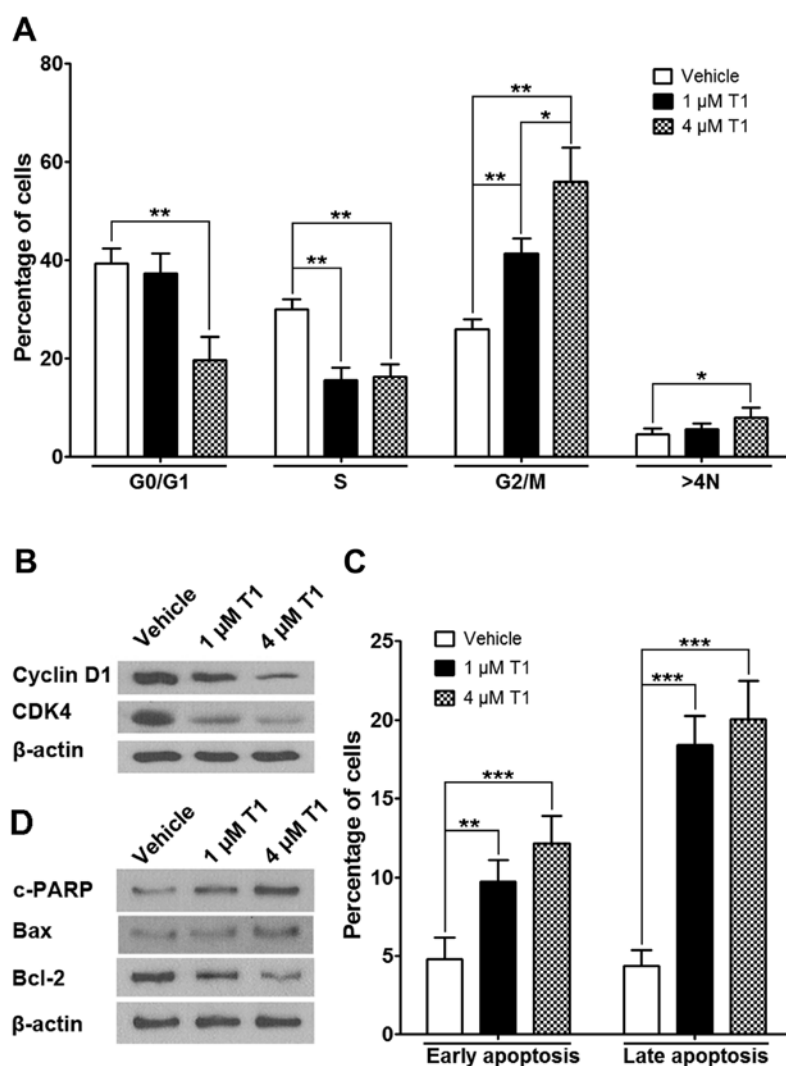 A
Percentage of cells
80
60
40
20
0
Vehicle
1 µM T1
4 µM T1
**
**
**
**
**
*
*
G0/G1
S
G2/M
>4N
B
Vehicle
1 µM T1
4 µM T1
Cyclin D1
CDK4
β-actin
D
Vehicle
1 µM T1
4 µM T1
c-PARP
Bax
Bcl-2
β-actin
C
Percentage of cells
25
20
15
10
5
0
Vehicle
1 µM T1
4 µM T1
***
**
***
***
Early apoptosis
Late apoptosis